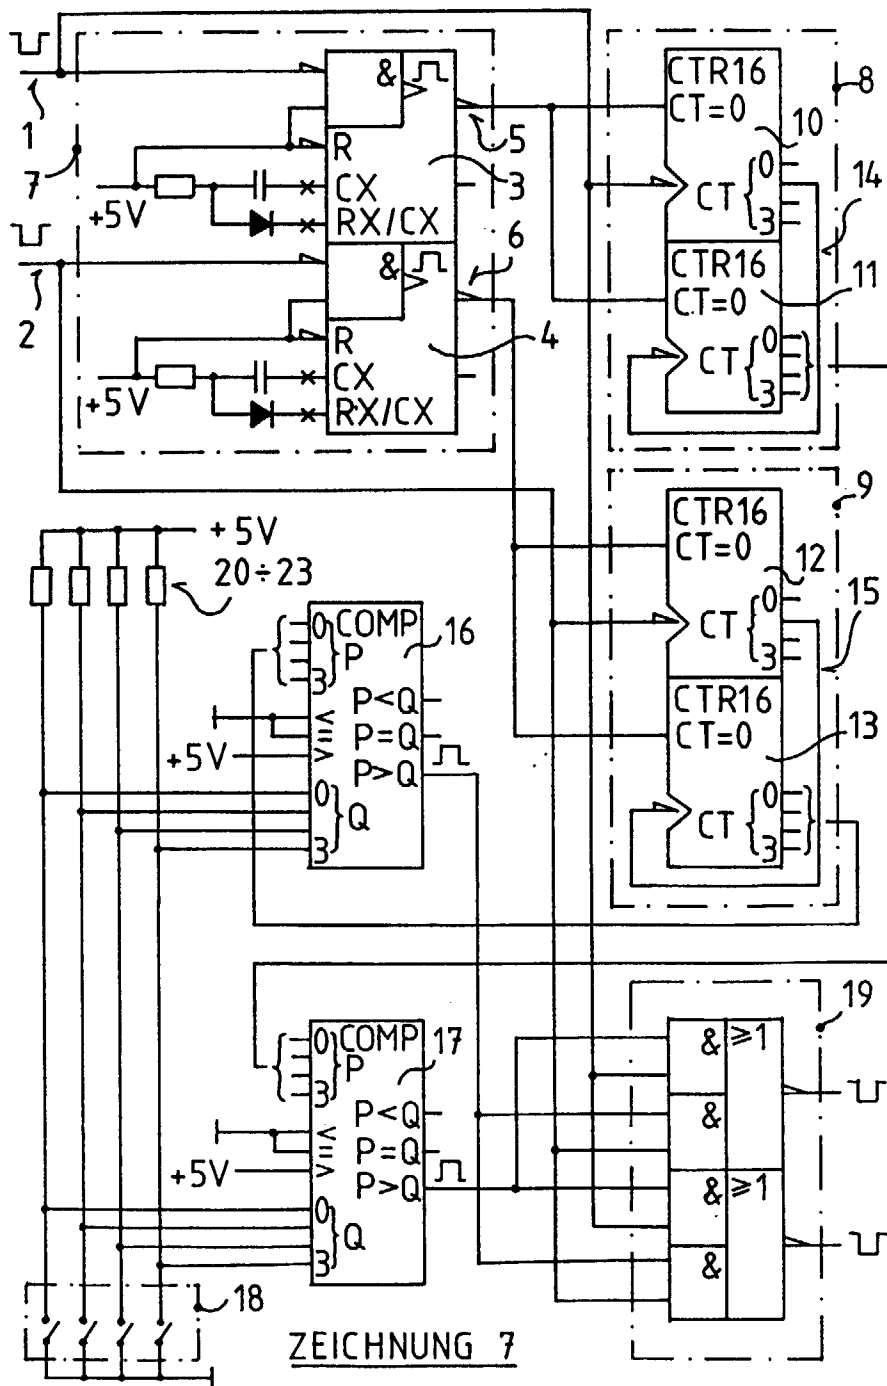 1
7
+5V
&
R
CX
RX/CX
3
5
2
+5V
&
R
CX
RX/CX
4
6
CTR16
CT=0
10
CT
0
3
8
14
CTR16
CT=0
11
CT
0
3
9
CTR16
CT=0
12
CT
0
3
15
CTR16
CT=0
13
CT
0
3
+5V
20÷23
0
3
P
COMP
16
P<Q
P=Q
P>Q
<
=
>
+5V
0
3
Q
0
3
P
COMP
17
P<Q
P=Q
P>Q
<
=
>
+5V
0
3
Q
19
& ≥1
&
& ≥1
&
18
ZEICHNUNG 7